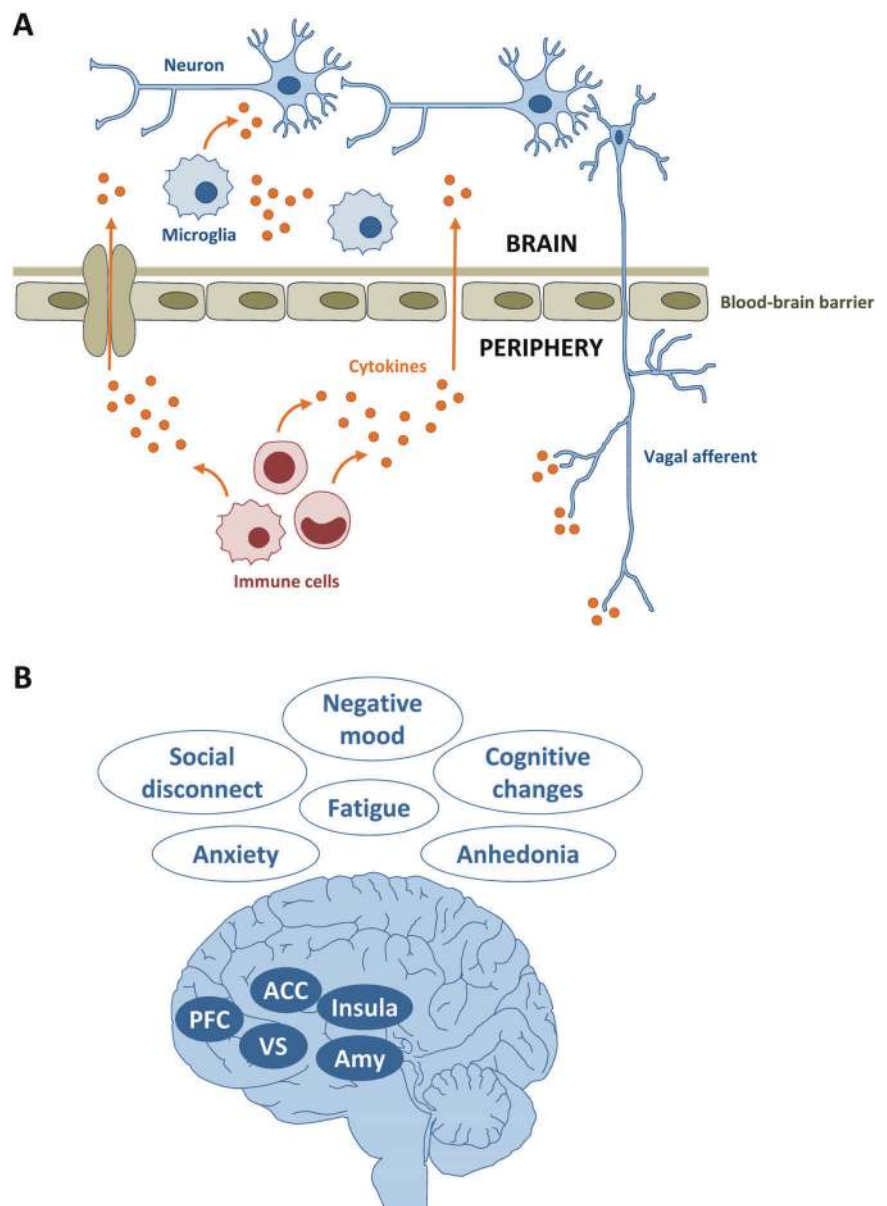 A
Neuron
Microglia
BRAIN
Blood-brain barrier
PERIPHERY
Cytokines
Vagal afferent
Immune cells
B
Negative
mood
Social
disconnect
Cognitive
changes
Fatigue
Anxiety
Anhedonia
ACC
Insula
PFC
VS
Amy